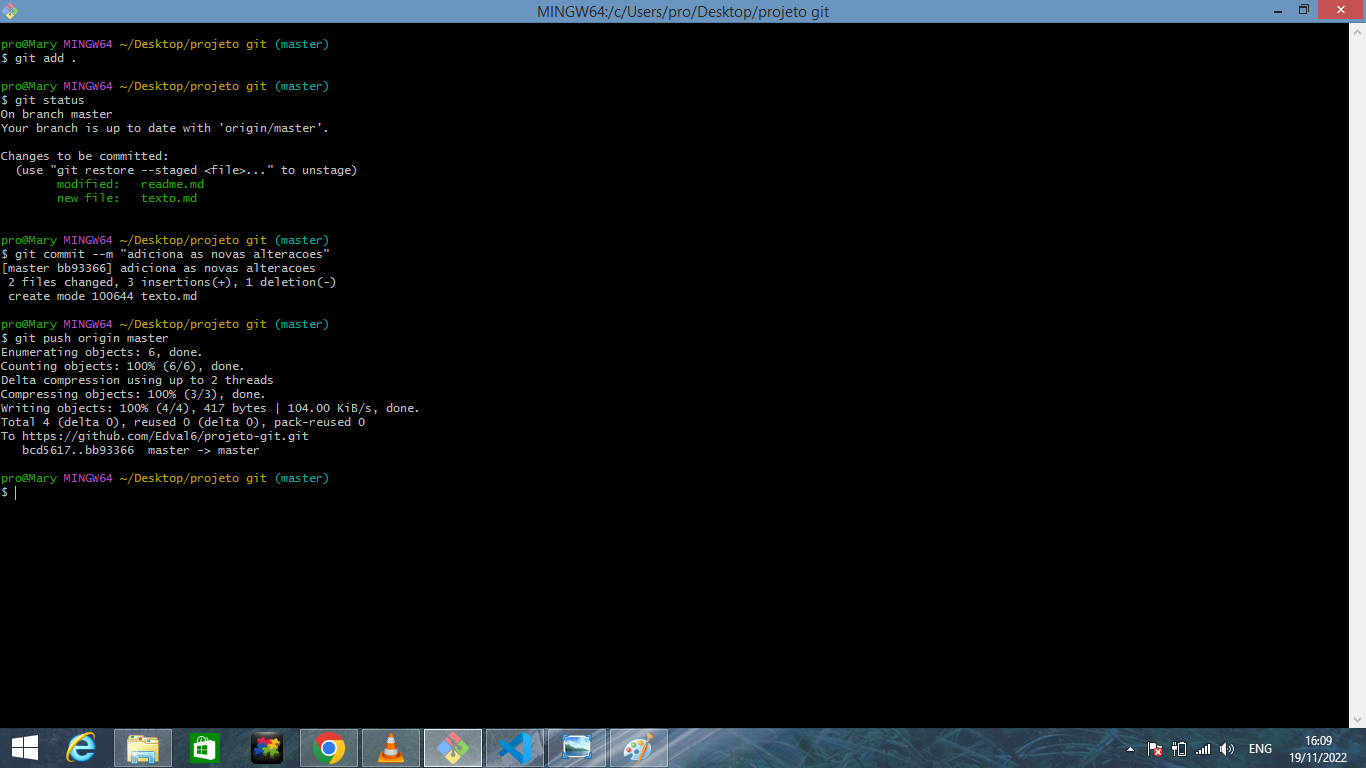 MINGW64:/c/Users/pro/Desktop/projeto git
pro@Mary MINGW64 ~/Desktop/projeto git (master)
$ git add .
pro@Mary MINGW64 ~/Desktop/projeto git (master)
$ git status
On branch master
Your branch is up to date with 'origin/master'.
Changes to be committed:
  (use "git restore --staged <file>..." to unstage)
        modified:   readme.md
        new file:   texto.md
pro@Mary MINGW64 ~/Desktop/projeto git (master)
$ git commit --m "adiciona as novas alteracoes"
[master bb93366] adiciona as novas alteracoes
 2 files changed, 3 insertions(+), 1 deletion(-)
 create mode 100644 texto.md
pro@Mary MINGW64 ~/Desktop/projeto git (master)
$ git push origin master
Enumerating objects: 6, done.
Counting objects: 100% (6/6), done.
Delta compression using up to 2 threads
Compressing objects: 100% (3/3), done.
Writing objects: 100% (4/4), 417 bytes | 104.00 KiB/s, done.
Total 4 (delta 0), reused 0 (delta 0), pack-reused 0
To https://github.com/Edval6/projeto-git.git
   bcd5617..bb93366  master -> master
pro@Mary MINGW64 ~/Desktop/projeto git (master)
$
ENG
16:09
19/11/2022